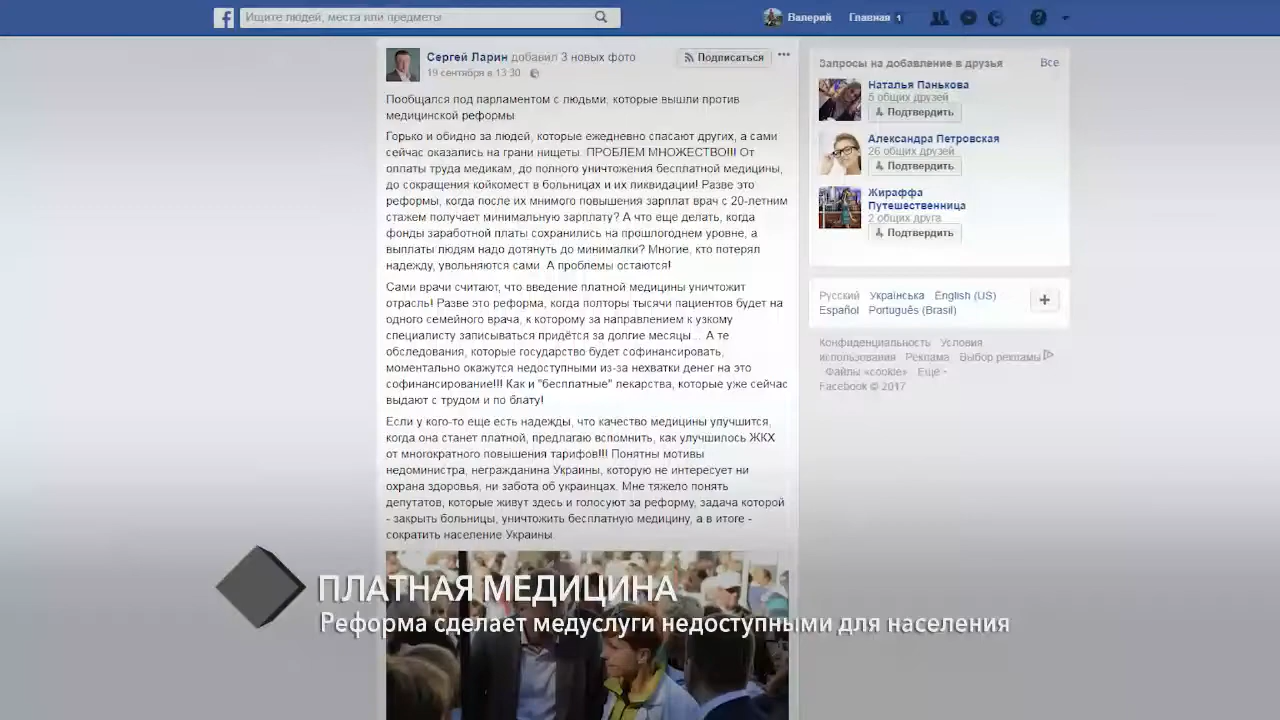 Ищите людей, места или предметы
Валерий
Главная 1
Сергей Ларин добавил 3 новых фото
19 сентября в 13:30
Подписаться
Пообщался под парламентом с людьми, которые вышли против
медицинской реформы
Горько и обидно за людей, которые ежедневно спасают других, а сами
сейчас оказались на грани нищеты. ПРОБЛЕМ МНОЖЕСТВО!!! От
оплаты труда медикам, до полного уничтожения бесплатной медицины,
до сокращения койкомест в больницах и их ликвидации! Разве это
реформы, когда после их мнимого повышения зарплат врач с 20-летним
стажем получает минимальную зарплату? А что еще делать, когда
фонды заработной платы сохранились на прошлогоднем уровне, а
выплаты людям надо дотянуть до минималки? Многие, кто потерял
надежду, увольняются сами. А проблемы остаются!
Сами врачи считают, что введение платной медицины уничтожит
отрасль! Разве это реформа, когда полторы тысячи пациентов будет на
одного семейного врача, к которому за направлением к узкому
специалисту записываться придётся за долгие месяцы... А те
обследования, которые государство будет софинансировать,
моментально окажутся недоступными из-за нехватки денег на это
софинансирование!!! Как и "бесплатные" лекарства, которые уже сейчас
выдают с трудом и по блату!
Если у кого-то еще есть надежды, что качество медицины улучшится,
когда она станет платной, предлагаю вспомнить, как улучшилось ЖКХ
от многократного повышения тарифов!!! Понятны мотивы
недоминистра, негражданина Украины, которую не интересует ни
охрана здоровья, ни забота об украинцах. Мне тяжело понять
депутатов, которые живут здесь и голосуют за реформу, задача которой
- закрыть больницы, уничтожить бесплатную медицину, а в итоге -
сократить население Украины.
Запросы на добавление в друзья
Все
Наталья Панькова
5 общих друзей
Подтвердить
Александра Петровская
26 общих друзей
Подтвердить
Жираффа
Путешественница
2 общих друга
Подтвердить
Русский Українська English (US)
Español Português (Brasil)
+
Конфиденциальность Условия
использования Реклама Выбор рекламы
Файлы «cookie» Ещё
Facebook © 2017
ПЛАТНАЯ МЕДИЦИНА
Реформа сделает медуслуги недоступными для населения